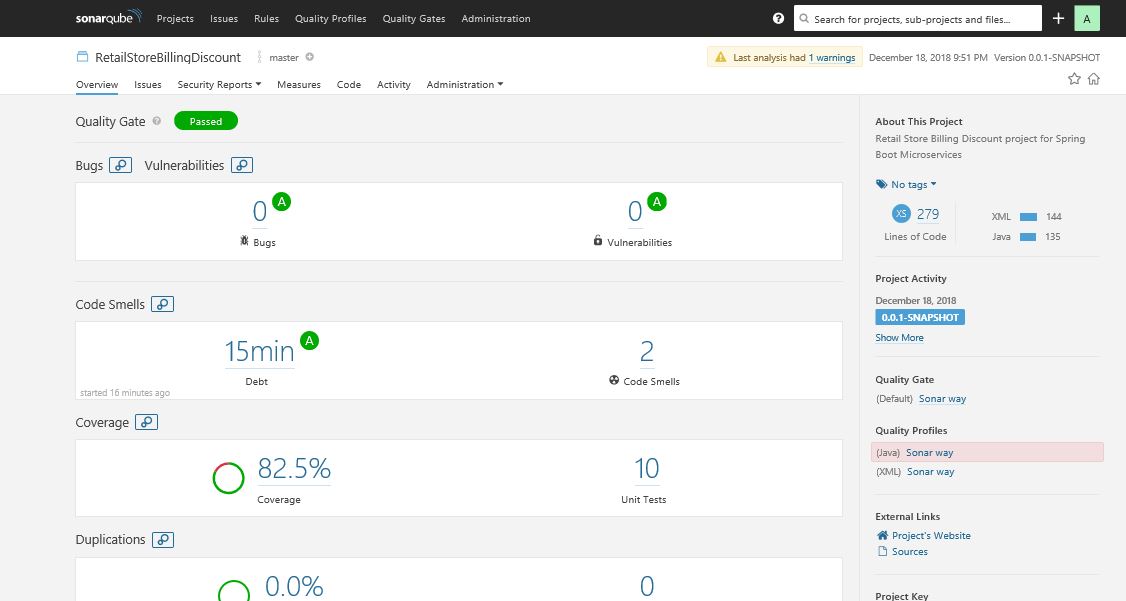 sonarqube Projects Issues Rules Quality Profiles Quality Gates Administration ? Search for projects, sub-projects and files... + A
RetailStoreBillingDiscount master Last analysis had 1 warnings December 18, 2018 9:51 PM Version 0.0.1-SNAPSHOT
Overview Issues Security Reports Measures Code Activity Administration
Quality Gate ? Passed
Bugs Vulnerabilities
0 A
Bugs
0 A
Vulnerabilities
Code Smells
15min A
Debt
started 16 minutes ago
2
Code Smells
Coverage
82.5%
Coverage
10
Unit Tests
Duplications
0.0%
0
About This Project
Retail Store Billing Discount project for Spring
Boot Microservices
No tags
XS 279
Lines of Code
XML 144
Java 135
Project Activity
December 18, 2018
0.0.1-SNAPSHOT
Show More
Quality Gate
(Default) Sonar way
Quality Profiles
(Java) Sonar way
(XML) Sonar way
External Links
Project's Website
Sources
Project Key